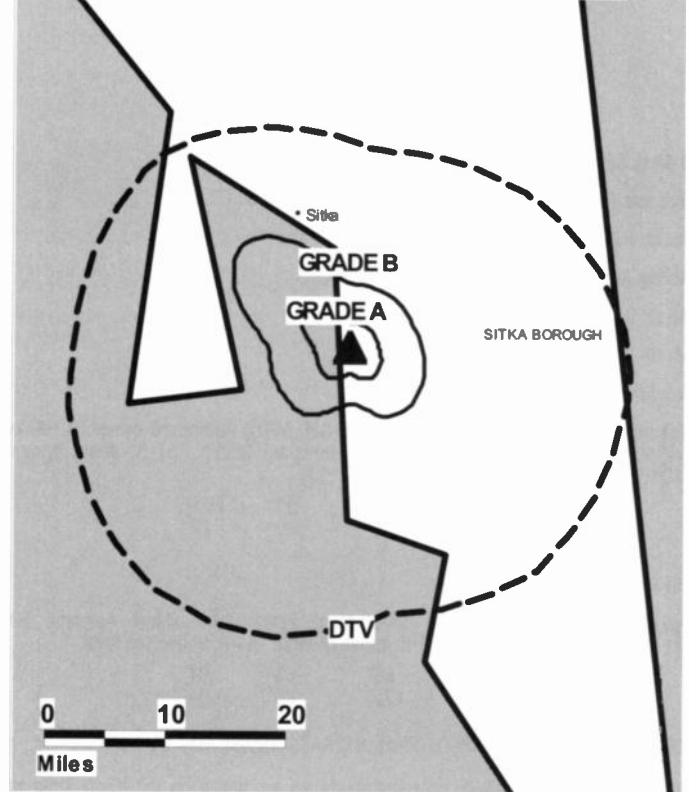 Sitka
GRADE B
GRADE A
SITKA BOROUGH
DTV
0 10 20
Miles